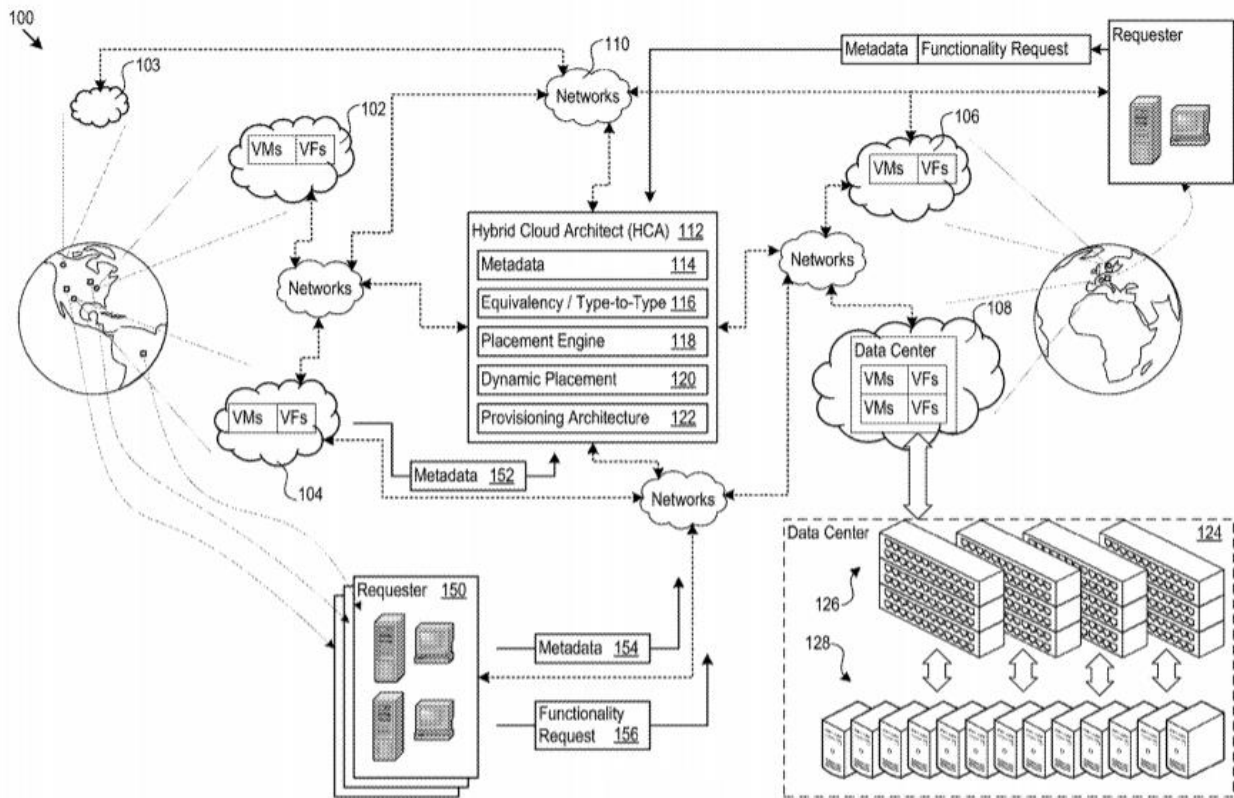 100
103
110
Networks
Metadata Functionality Request
Requester
102
VMs VFs
106
VMs VFs
Hybrid Cloud Architect (HCA) 112
Metadata 114
Equivalency / Type-to-Type 116
Placement Engine 118
Dynamic Placement 120
Provisioning Architecture 122
Networks
Networks
108
Data Center
VMs VFs
VMs VFs
VMs VFs
104
Metadata 152
Networks
Data Center 124
126
128
Requester 150
Metadata 154
Functionality
Request 156